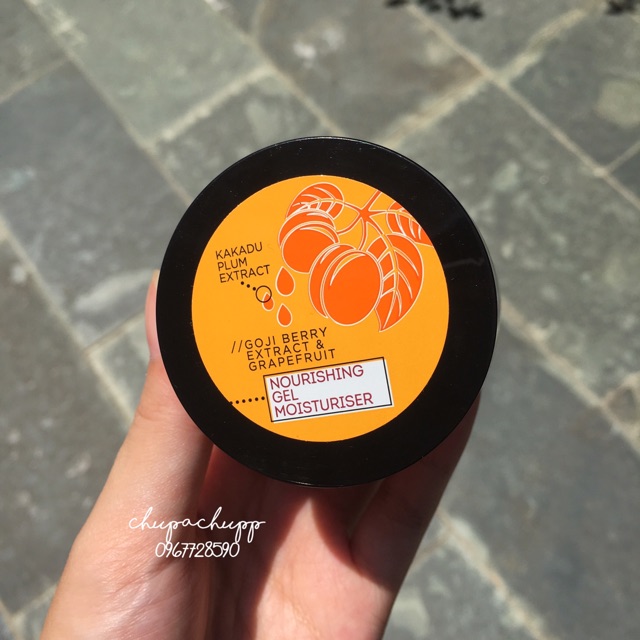 KAKADU
PLUM
EXTRACT
//GOJI BERRY
EXTRACT &
GRAPEFRUIT
NOURISHING
GEL
MOISTURISER
chupachupp
0967728590